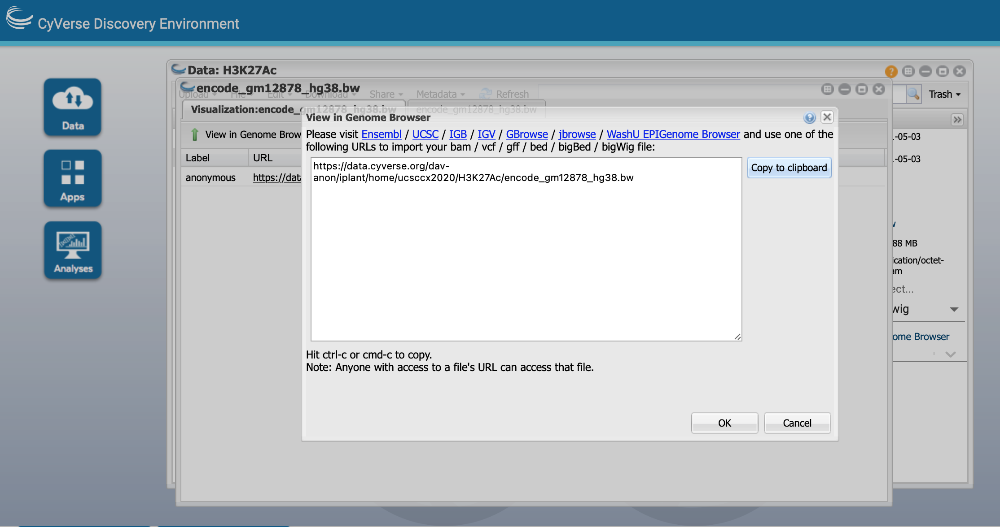 CyVerse Discovery Environment
Data
Apps
Analyses
Data: H3K27Ac
encode_gm12878_hg38.bw
Upload File Edit Download Share Metadata Refresh
Trash
Visualization:encode_gm12878_hg38.bw encode_gm12878_hg38.bw
View in Genome Brow
Label URL
anonymous https://data
View in Genome Browser
Please visit Ensembl / UCSC / IGB / IGV / GBrowse / jbrowse / WashU EPIGenome Browser and use one of the
following URLs to import your bam / vcf / gff / bed / bigBed / bigWig file:
https://data.cyverse.org/dav-
anon/iplant/home/ucsccx2020/H3K27Ac/encode_gm12878_hg38.bw
Copy to clipboard
Hit ctrl-c or cmd-c to copy.
Note: Anyone with access to a file's URL can access that file.
OK Cancel
-05-03
-05-03
88 MB
ication/octet-
am
ect...
wig
ome Browser